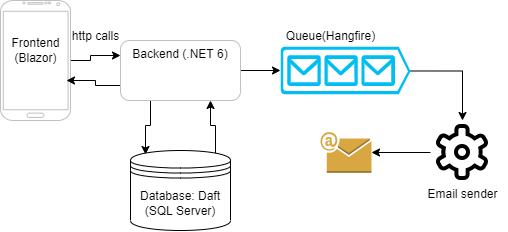 Frontend
(Blazor)
http calls
Backend (.NET 6)
Queue(Hangfire)
Database: Daft
(SQL Server)
@
Email sender